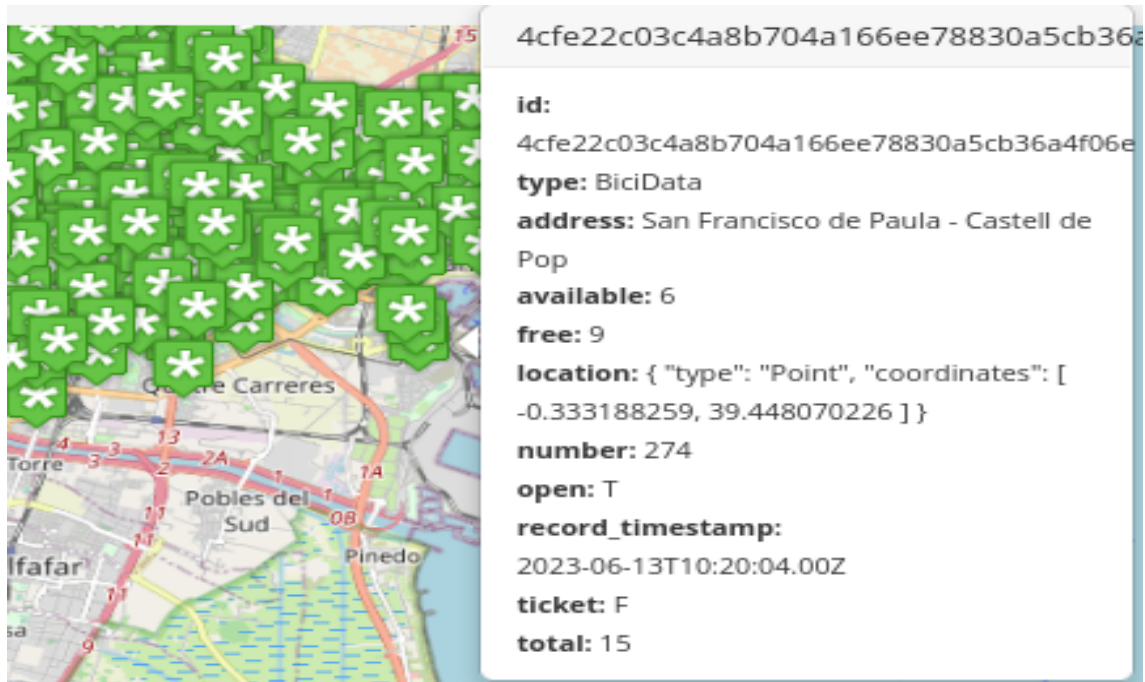 15
4cfe22c03c4a8b704a166ee78830a5cb36a
id:
4cfe22c03c4a8b704a166ee78830a5cb36a4f06e
type: BiciData
address: San Francisco de Paula - Castell de
Pop
available: 6
free: 9
location: { "type": "Point", "coordinates": [
-0.333188259, 39.448070226 ] }
number: 274
open: T
record_timestamp:
2023-06-13T10:20:04.00Z
ticket: F
total: 15
Carreres
13
4
3
3
2
2A
1
1A
Torre
Pobles del
Sud
1
0B
11
11
Pinedo
lfafar
11
sa
9